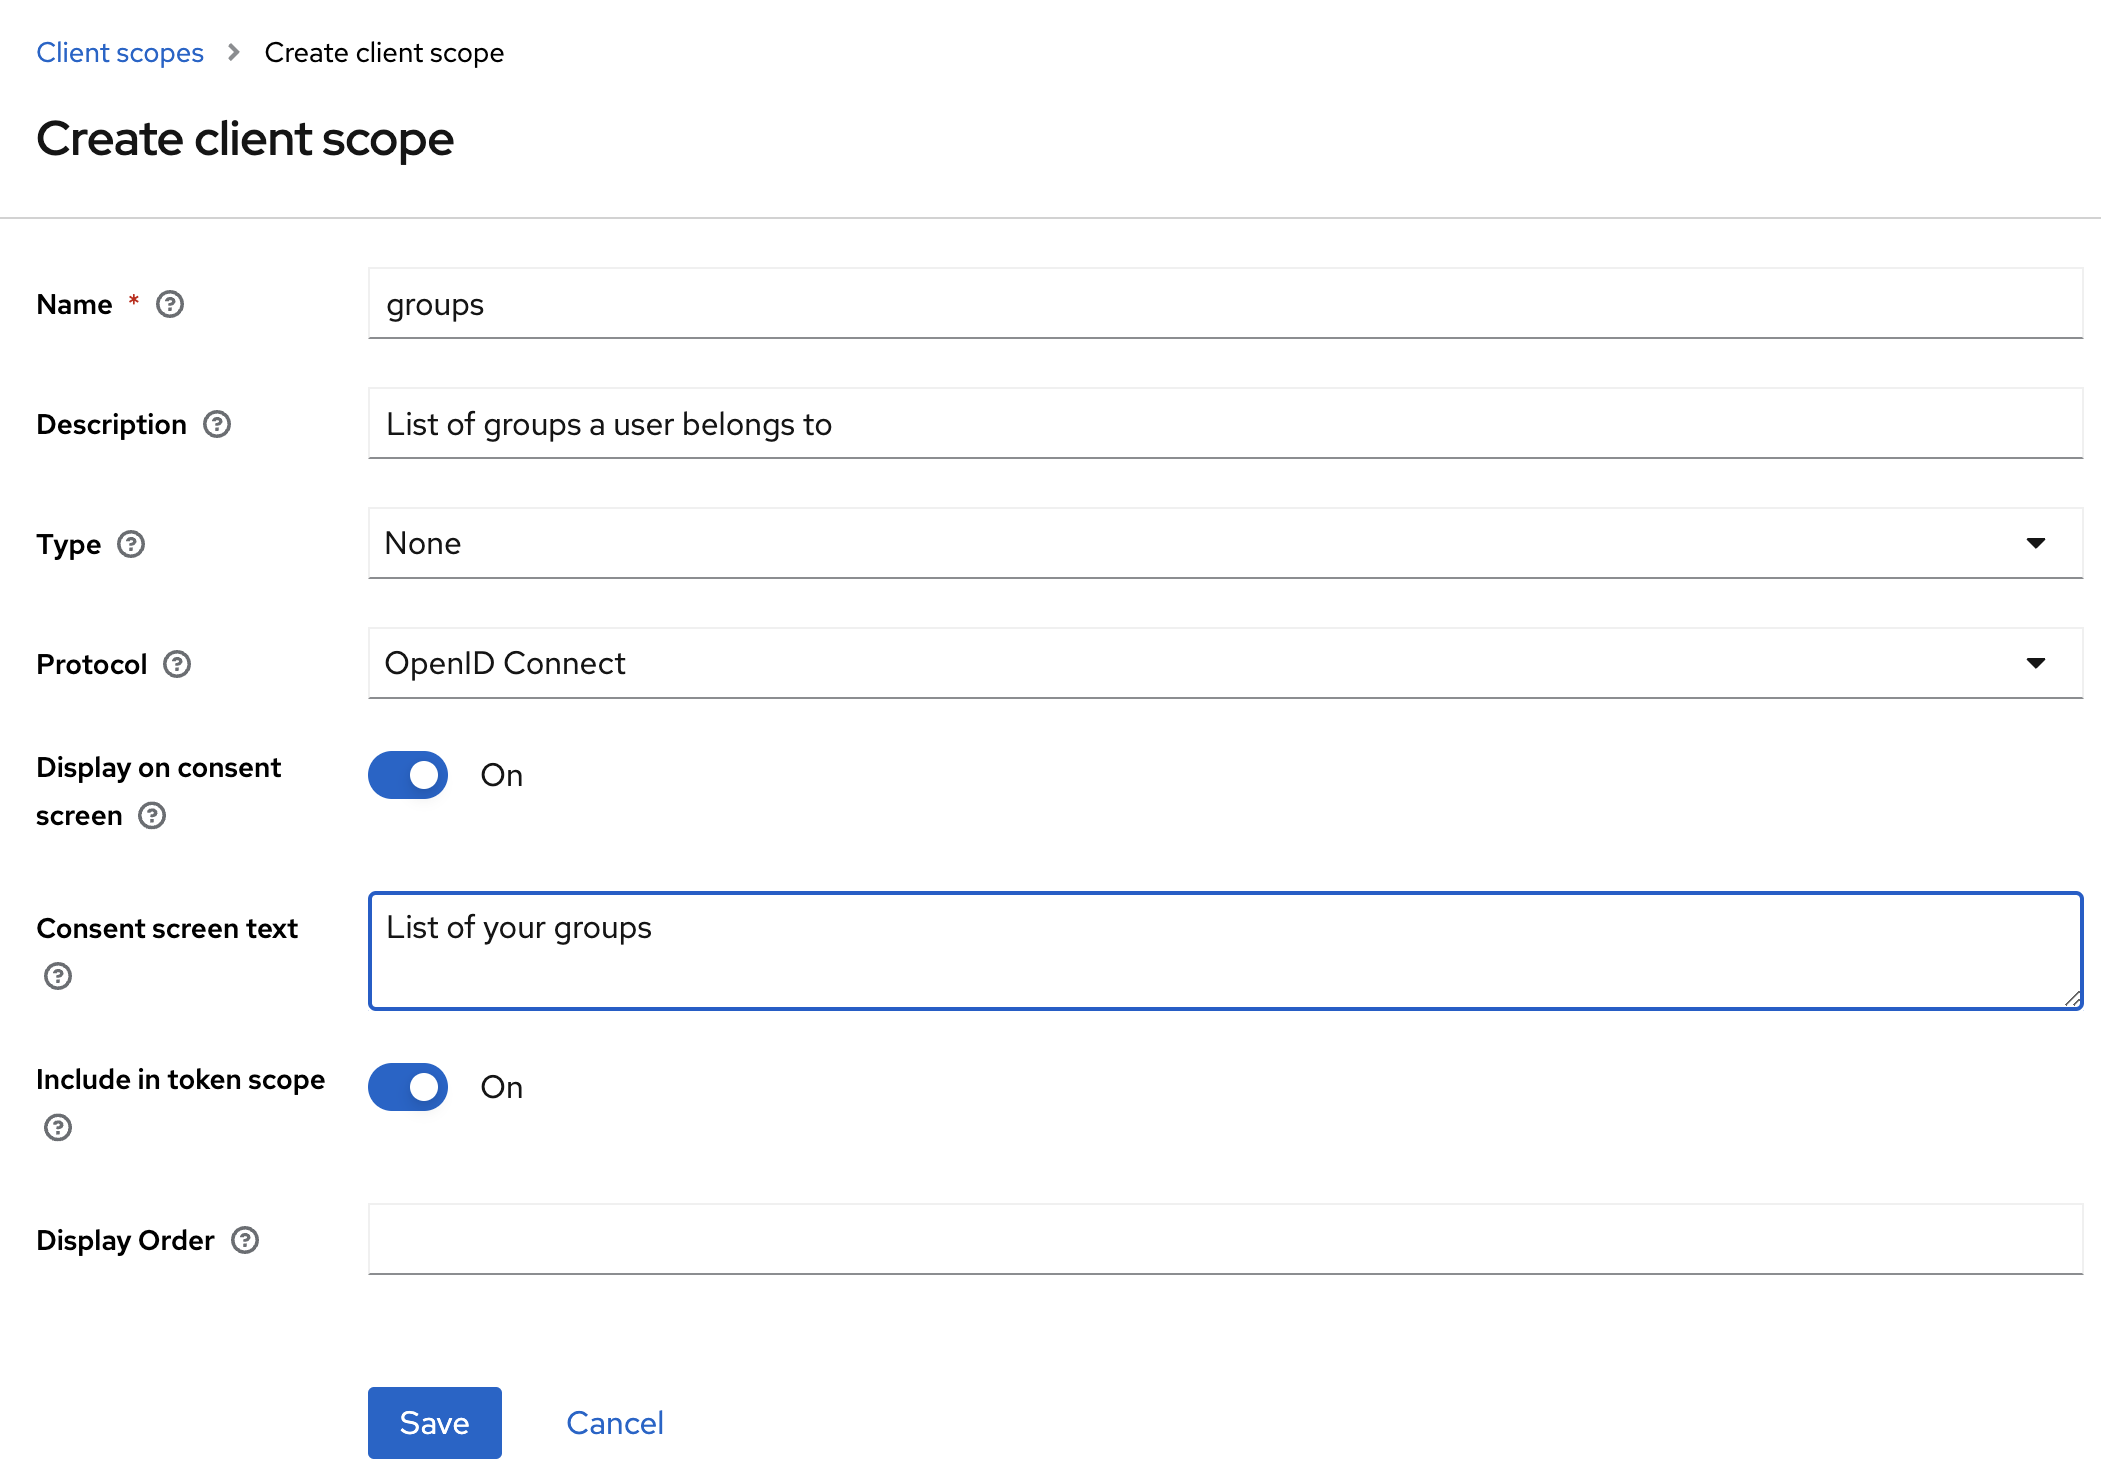 Client scopes > Create client scope
Create client scope
Name * groups
Description List of groups a user belongs to
Type None
Protocol OpenID Connect
Display on consent
screen
On
Consent screen text
List of your groups
Include in token scope On
Display Order
Save Cancel